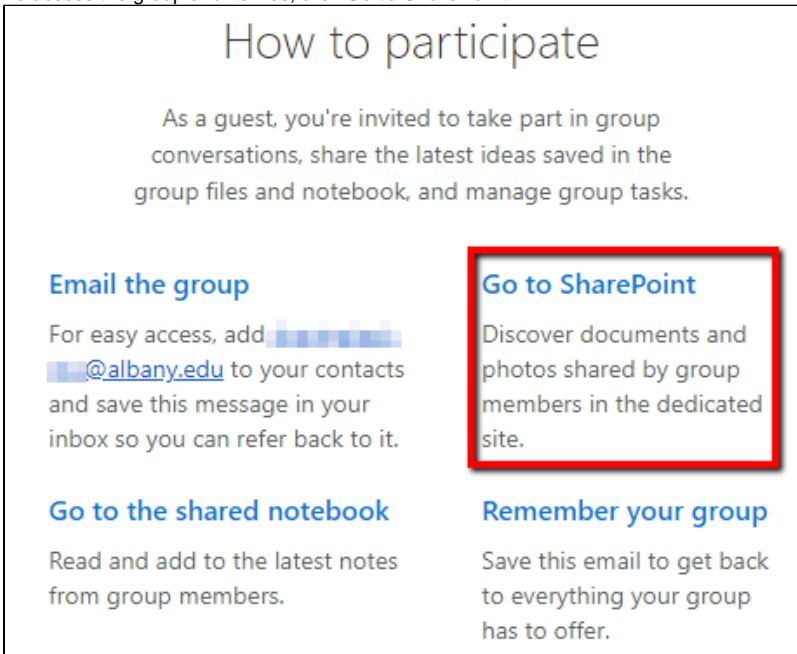 How to participate
As a guest, you're invited to take part in group
conversations, share the latest ideas saved in the
group files and notebook, and manage group tasks.
Email the group
For easy access, add
@albany.edu to your contacts
and save this message in your
inbox so you can refer back to it.
Go to SharePoint
Discover documents and
photos shared by group
members in the dedicated
site.
Go to the shared notebook
Read and add to the latest notes
from group members.
Remember your group
Save this email to get back
to everything your group
has to offer.